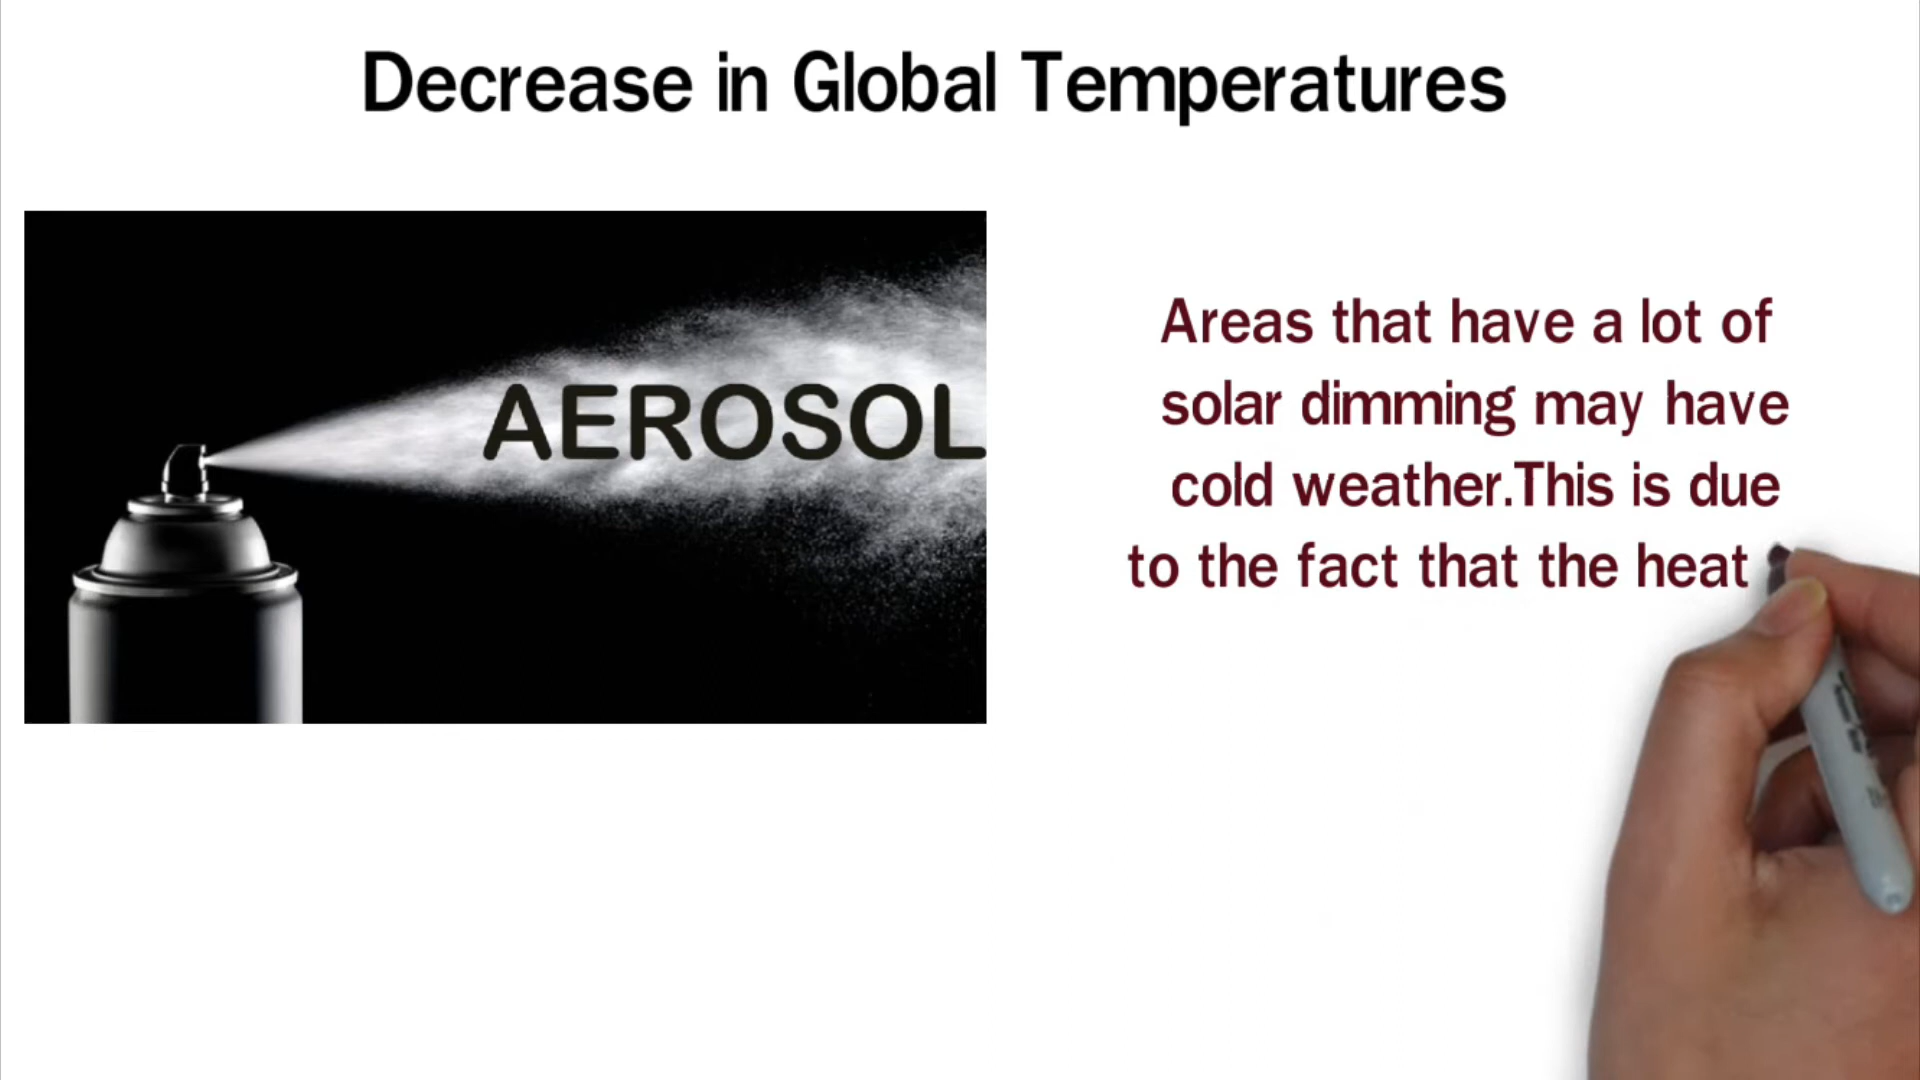 Decrease in Global Temperatures
AEROSOL
Areas that have a lot of
solar dimming may have
cold weather.This is due
to the fact that the heat